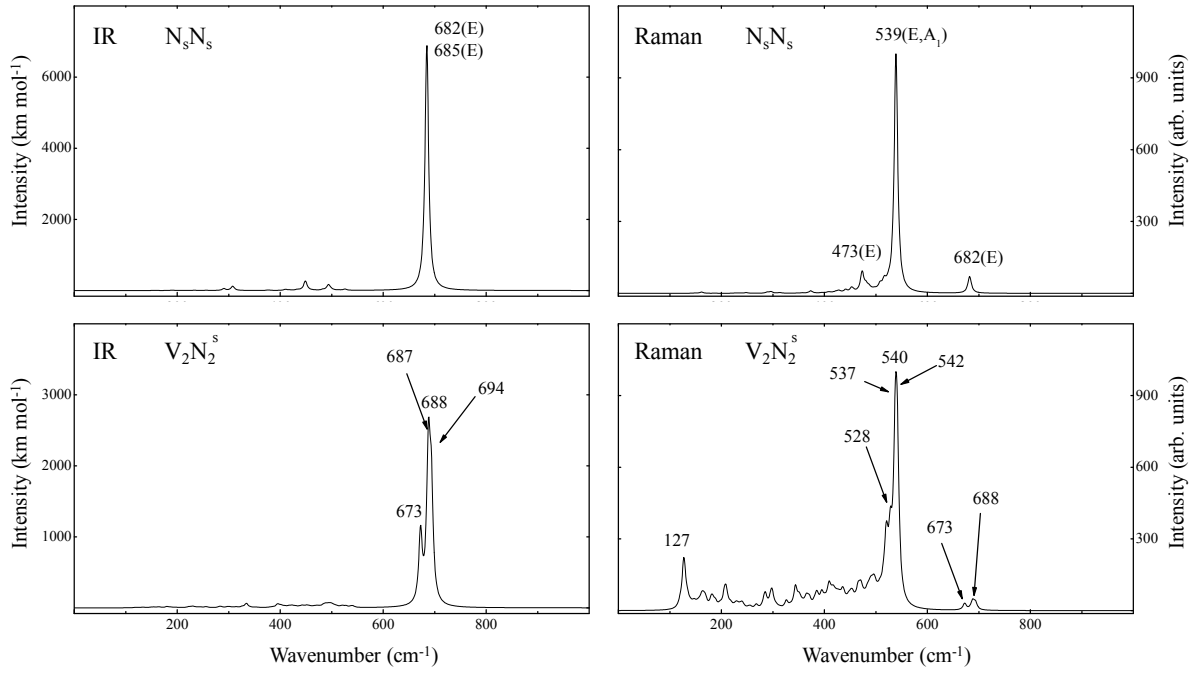 IR
NₛNₛ
682(E)
685(E)
6000
4000
2000
Intensity (km mol⁻¹)
Raman
NₛNₛ
539(E,A₁)
473(E)
682(E)
900
600
300
Intensity (arb. units)
IR
V₂N₂ˢ
687
688
694
673
3000
2000
1000
Intensity (km mol⁻¹)
200 400 600 800
Wavenumber (cm⁻¹)
Raman
V₂N₂ˢ
540
537
542
528
127
673
688
900
600
300
Intensity (arb. units)
200 400 600 800
Wavenumber (cm⁻¹)